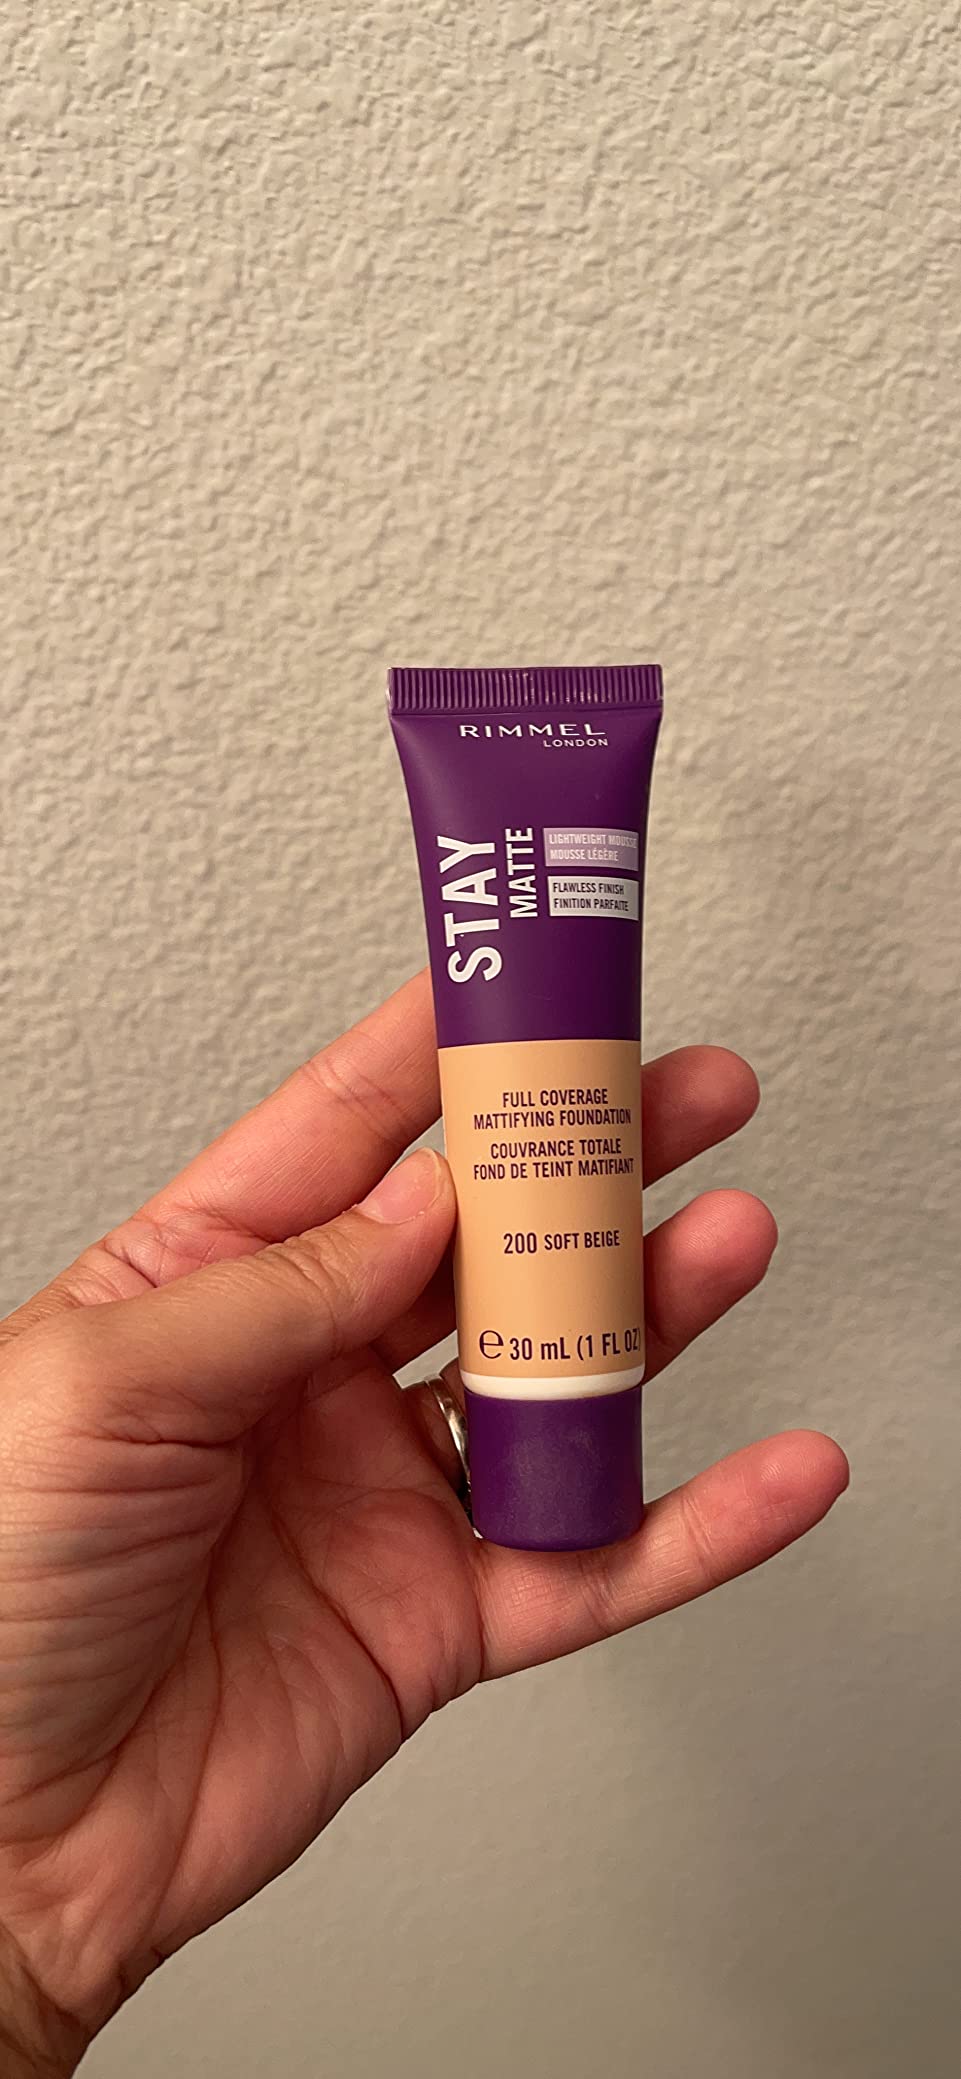 RIMMEL
LONDON
STAY
MATTE
LIGHTWEIGHT MOUSSE
MOUSSE LÉGÈRE
FLAWLESS FINISH
FINITION PARFAITE
FULL COVERAGE
MATTIFYING FOUNDATION
COUVRANCE TOTALE
FOND DE TEINT MATIFIANT
200 SOFT BEIGE
℮ 30 mL (1 FL OZ)